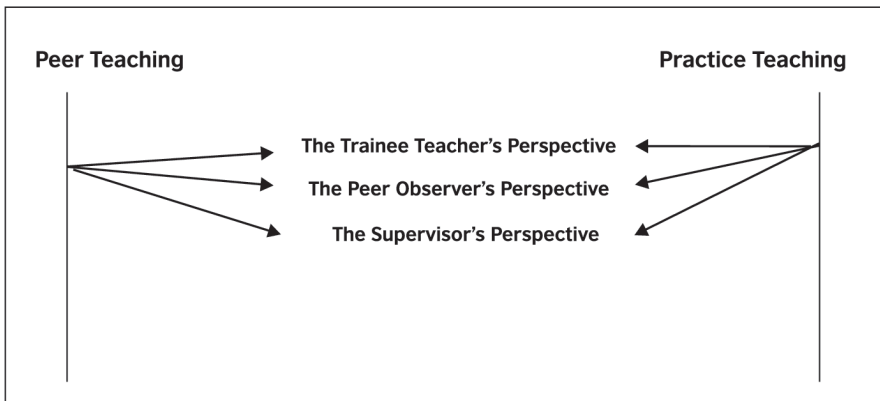 Peer Teaching
Practice Teaching
The Trainee Teacher’s Perspective
The Peer Observer’s Perspective
The Supervisor’s Perspective